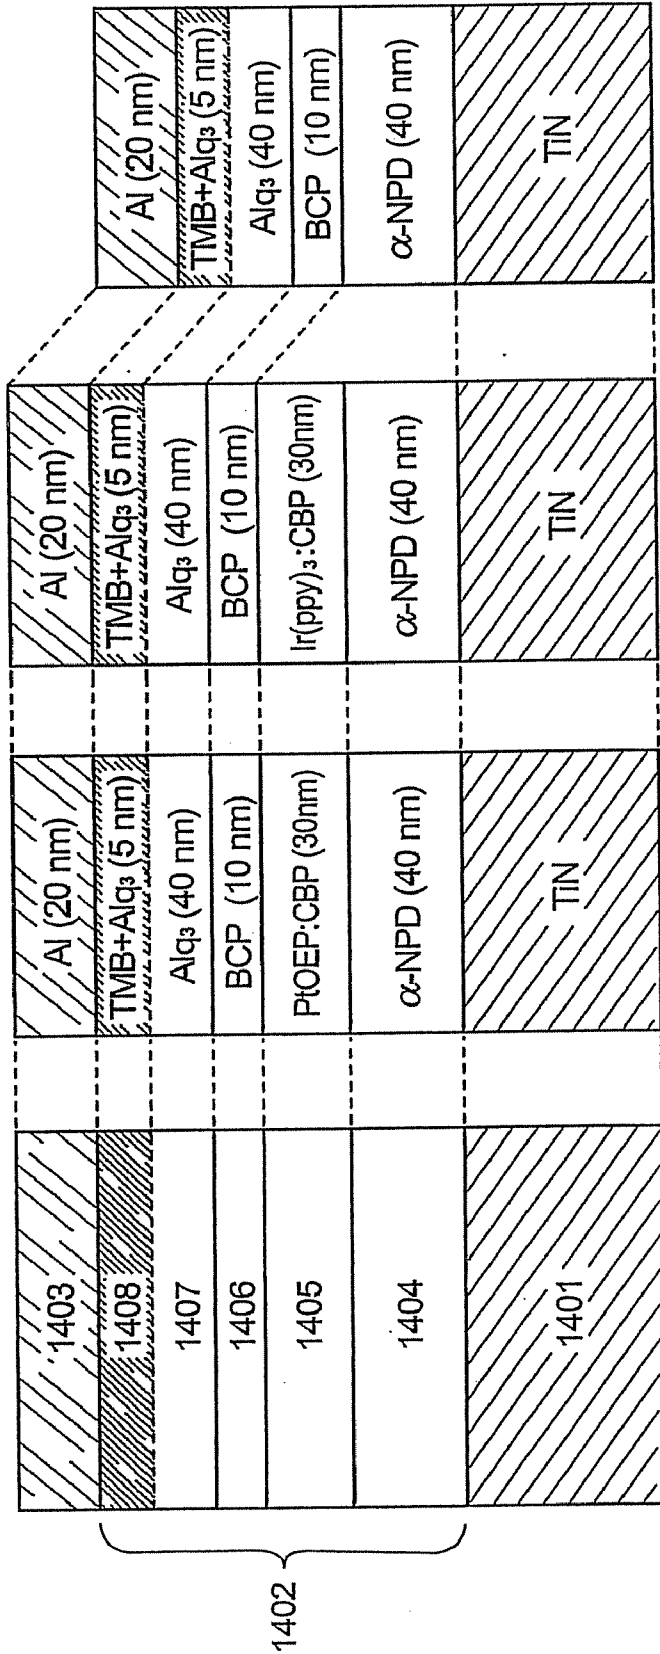 1402
1403
1408
1407
1406
1405
1404
1401
Al (20 nm)
TMB+Alq₃ (5 nm)
Alq₃ (40 nm)
BCP (10 nm)
PtOEP:CBP (30nm)
α-NPD (40 nm)
TiN
Al (20 nm)
TMB+Alq₃ (5 nm)
Alq₃ (40 nm)
BCP (10 nm)
Ir(ppy)₃:CBP (30nm)
α-NPD (40 nm)
TiN
Al (20 nm)
TMB+Alq₃ (5 nm)
Alq₃ (40 nm)
BCP (10 nm)
α-NPD (40 nm)
TiN